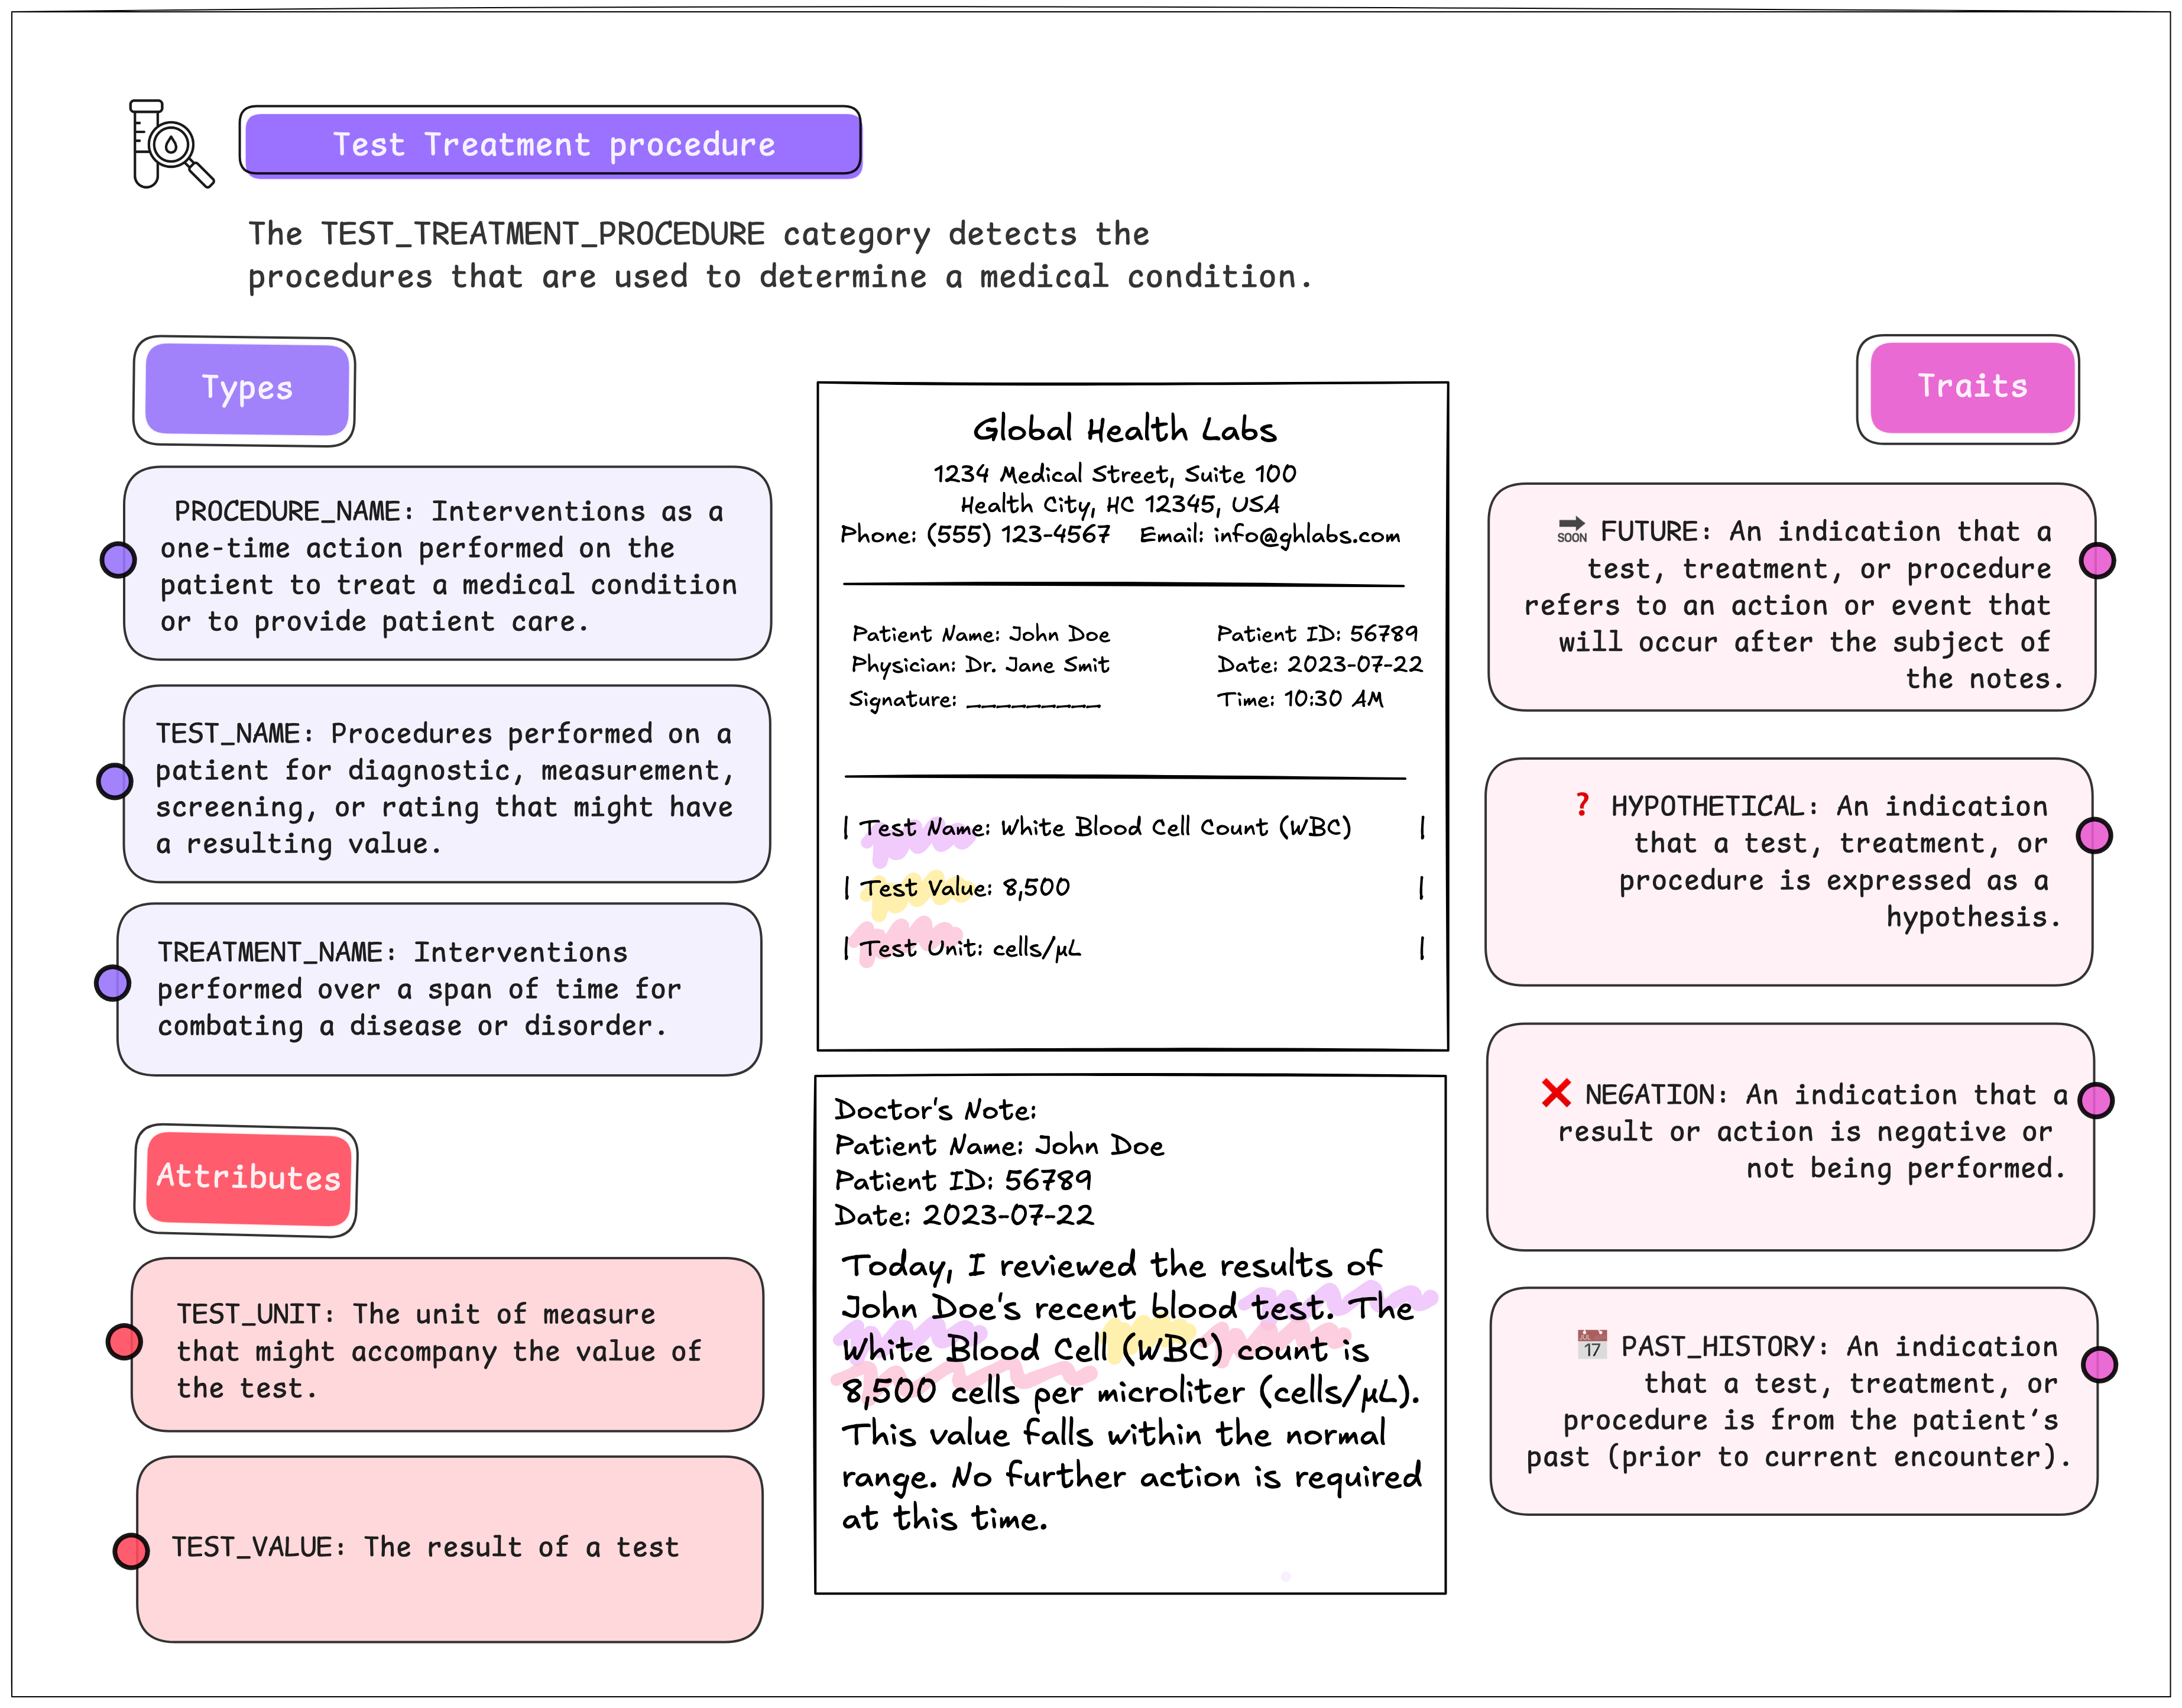 Test Treatment procedure
The TEST_TREATMENT_PROCEDURE category detects the
procedures that are used to determine a medical condition.
Types
PROCEDURE_NAME: Interventions as a
one-time action performed on the
patient to treat a medical condition
or to provide patient care.
TEST_NAME: Procedures performed on a
patient for diagnostic, measurement,
screening, or rating that might have
a resulting value.
TREATMENT_NAME: Interventions
performed over a span of time for
combating a disease or disorder.
Attributes
TEST_UNIT: The unit of measure
that might accompany the value of
the test.
TEST_VALUE: The result of a test
Global Health Labs
1234 Medical Street, Suite 100
Health City, HC 12345, USA
Phone: (555) 123-4567 Email: info@ghlabs.com
Patient Name: John Doe Patient ID: 56789
Physician: Dr. Jane Smit Date: 2023-07-22
Signature: _________ Time: 10:30 AM
| Test Name: White Blood Cell Count (WBC) |
| Test Value: 8,500 |
| Test Unit: cells/µL |
Doctor's Note:
Patient Name: John Doe
Patient ID: 56789
Date: 2023-07-22
Today, I reviewed the results of
John Doe's recent blood test. The
White Blood Cell (WBC) count is
8,500 cells per microliter (cells/µL).
This value falls within the normal
range. No further action is required
at this time.
Traits
SOON FUTURE: An indication that a
test, treatment, or procedure
refers to an action or event that
will occur after the subject of
the notes.
? HYPOTHETICAL: An indication
that a test, treatment, or
procedure is expressed as a
hypothesis.
❌ NEGATION: An indication that a
result or action is negative or
not being performed.
JUL 17 PAST_HISTORY: An indication
that a test, treatment, or
procedure is from the patient’s
past (prior to current encounter).